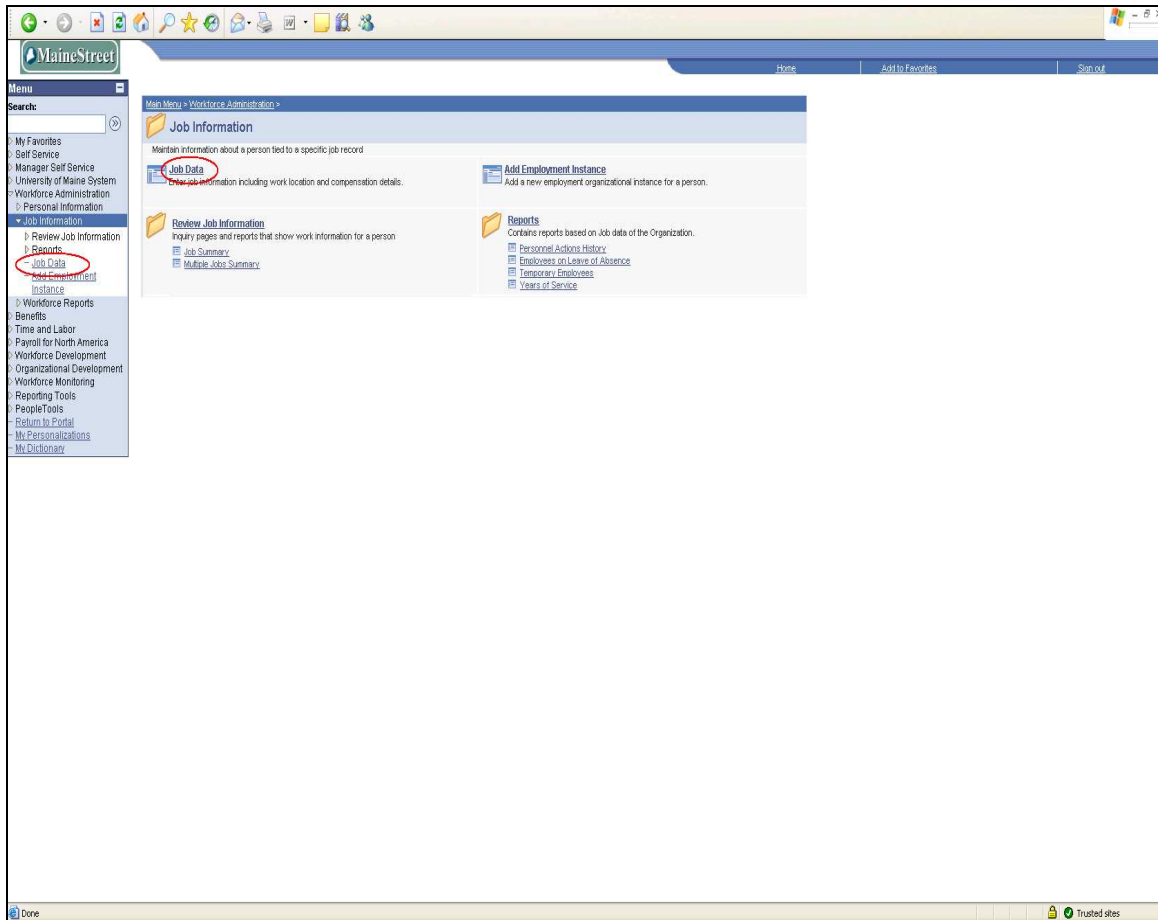 MaineStreet
Home
Add to Favorites
Sign out
Menu
Search:
My Favorites
Self Service
Manager Self Service
University of Maine System
Workforce Administration
Personal Information
Job Information
Review Job Information
Reports
Job Data
Add Employment
Instance
Workforce Reports
Benefits
Time and Labor
Payroll for North America
Workforce Development
Organizational Development
Workforce Monitoring
Reporting Tools
PeopleTools
Return to Portal
My Personalizations
My Dictionary
Main Menu > Workforce Administration >
Job Information
Maintain information about a person tied to a specific job record
Job Data
Enter job information including work location and compensation details.
Add Employment Instance
Add a new employment organizational instance for a person.
Review Job Information
Inquiry pages and reports that show work information for a person
Job Summary
Multiple Jobs Summary
Reports
Contains reports based on Job data of the Organization.
Personnel Actions History
Employees on Leave of Absence
Temporary Employees
Years of Service
Done
Trusted sites